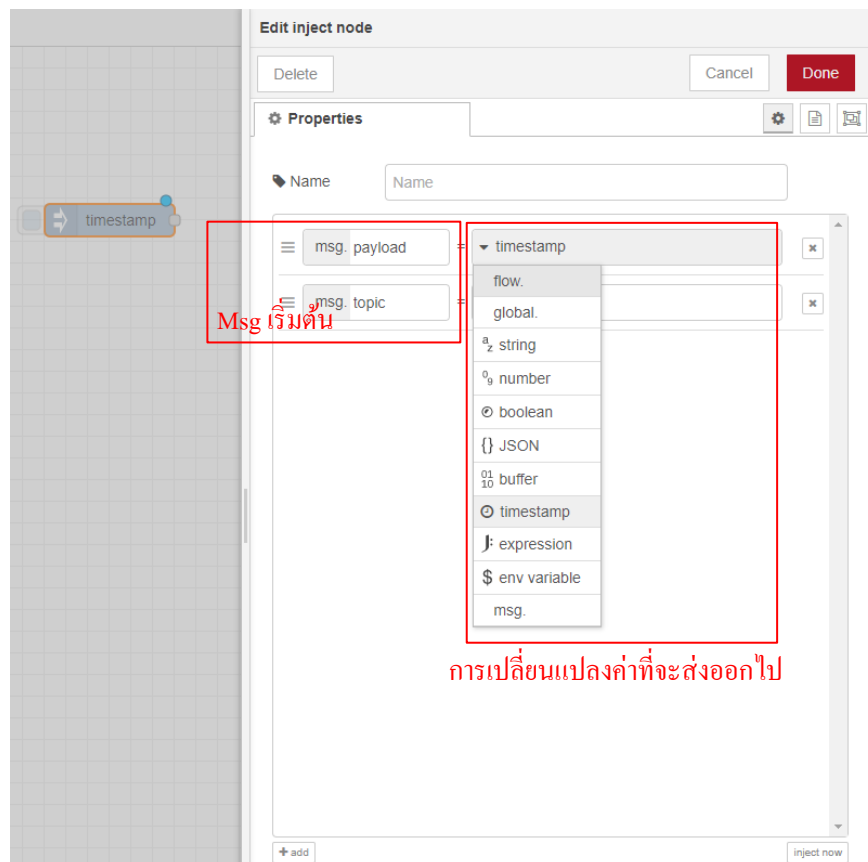 Edit inject node
Delete
Cancel
Done
Properties
Name
Name
timestamp
msg. payload
=
timestamp
msg. topic
=
Msg เริ่มต้น
flow.
global.
az string
09 number
boolean
{} JSON
0110 buffer
timestamp
J: expression
$ env variable
msg.
การเปลี่ยนแปลงค่าที่จะส่งออกไป
+ add
inject now